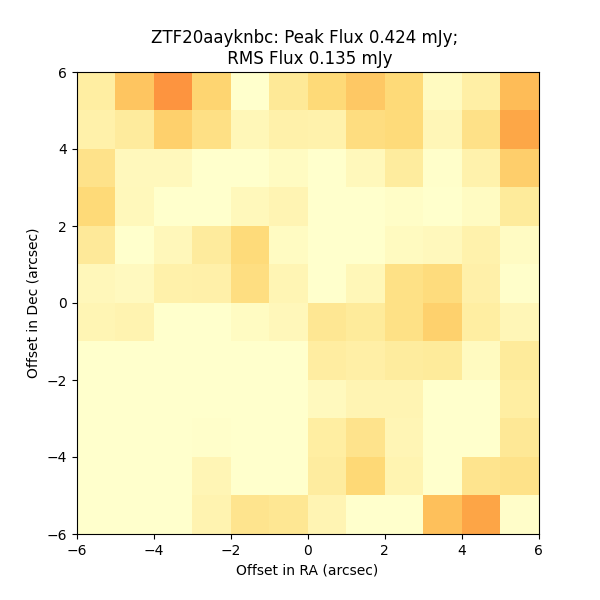 ZTF20aayknbc: Peak Flux 0.424 mJy;
RMS Flux 0.135 mJy
6
4
2
0
−2
−4
−6
Offset in Dec (arcsec)
−6 −4 −2 0 2 4 6
Offset in RA (arcsec)